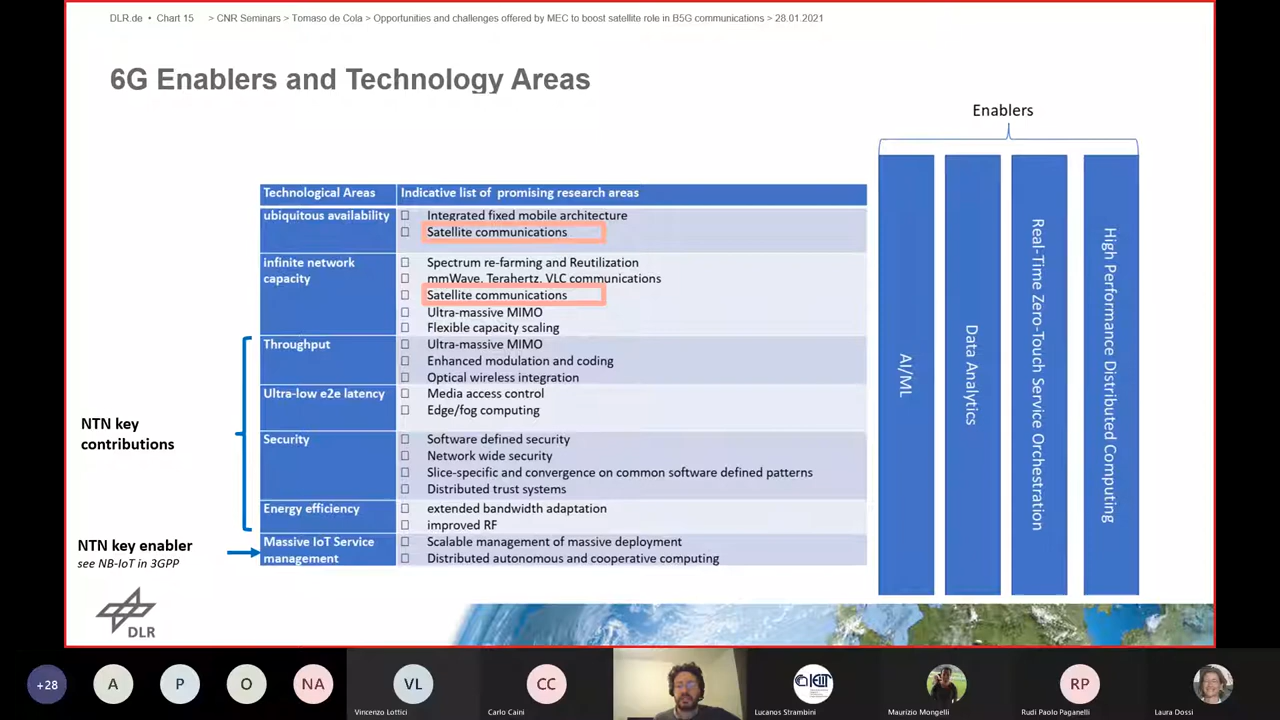 DLR.de • Chart 15 > CNR Seminars > Tomaso de Cola > Opportunities and challenges offered by MEC to boost satellite role in B5G communications > 28.01.2021
6G Enablers and Technology Areas
Enablers
Technological Areas Indicative list of promising research areas
ubiquitous availability
Integrated fixed mobile architecture
Satellite communications
infinite network
capacity
Spectrum re-farming and Reutilization
mmWave, Terahertz, VLC communications
Satellite communications
Ultra-massive MIMO
Flexible capacity scaling
Throughput
Ultra-massive MIMO
Enhanced modulation and coding
Optical wireless integration
Ultra-low e2e latency
Media access control
Edge/fog computing
Security
Software defined security
Network wide security
Slice-specific and convergence on common software defined patterns
Distributed trust systems
Energy efficiency
extended bandwidth adaptation
improved RF
Massive IoT Service
management
Scalable management of massive deployment
Distributed autonomous and cooperative computing
NTN key
contributions
NTN key enabler
see NB-IoT in 3GPP
AI/ML
Data Analytics
Real-Time Zero-Touch Service Orchestration
High Performance Distributed Computing
DLR
+28
A
P
O
NA
VL
Vincenzo Lottici
CC
Carlo Caini
IEIIT
Lucanos Strambini
Maurizio Mongelli
RP
Rudi Paolo Paganelli
Laura Dossi